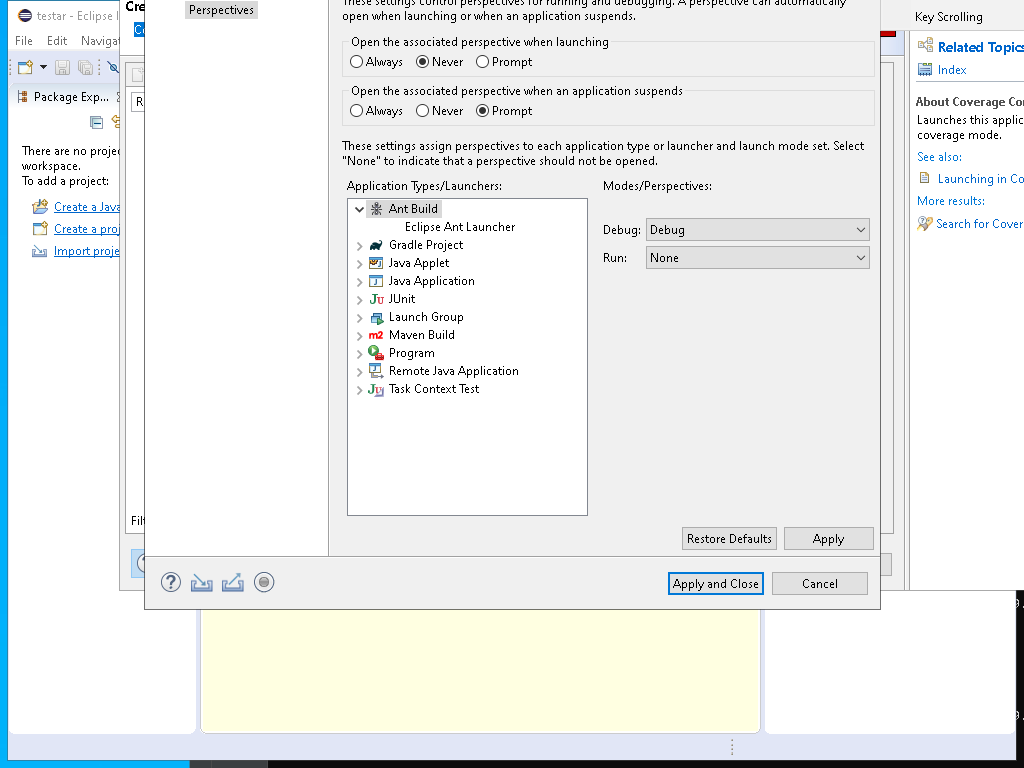 testar - Eclipse
File Edit Navigat
Package Exp...
There are no proje
workspace.
To add a project:
Create a Java
Create a proj
Import proje
Cre
Perspectives
These settings control perspectives for running and debugging. A perspective can automatically
open when launching or when an application suspends.
Open the associated perspective when launching
Always Never Prompt
Open the associated perspective when an application suspends
Always Never Prompt
These settings assign perspectives to each application type or launcher and launch mode set. Select
"None" to indicate that a perspective should not be opened.
Application Types/Launchers:
Ant Build
Eclipse Ant Launcher
Gradle Project
Java Applet
Java Application
JUnit
Launch Group
Maven Build
Program
Remote Java Application
Task Context Test
Modes/Perspectives:
Debug: Debug
Run: None
Restore Defaults Apply
Apply and Close Cancel
Key Scrolling
Related Topics
Index
About Coverage Co
Launches this applic
coverage mode.
See also:
Launching in Co
More results:
Search for Cover